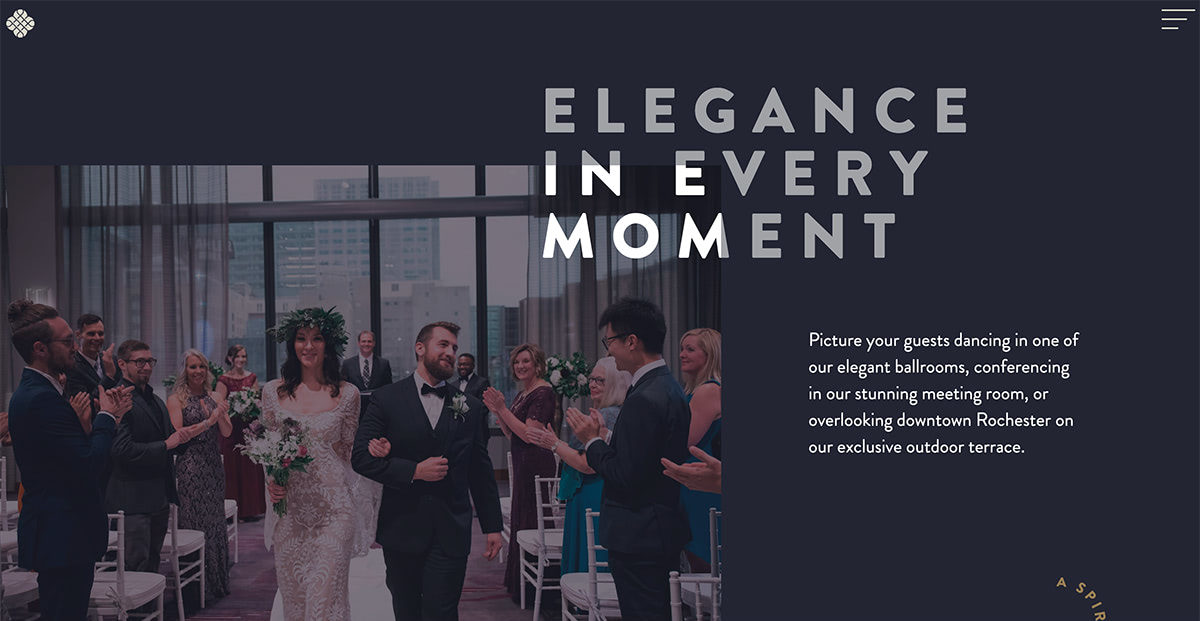 ELEGANCE
IN EVERY
MOMENT
Picture your guests dancing in one of
our elegant ballrooms, conferencing
in our stunning meeting room, or
overlooking downtown Rochester on
our exclusive outdoor terrace.
A SPIR